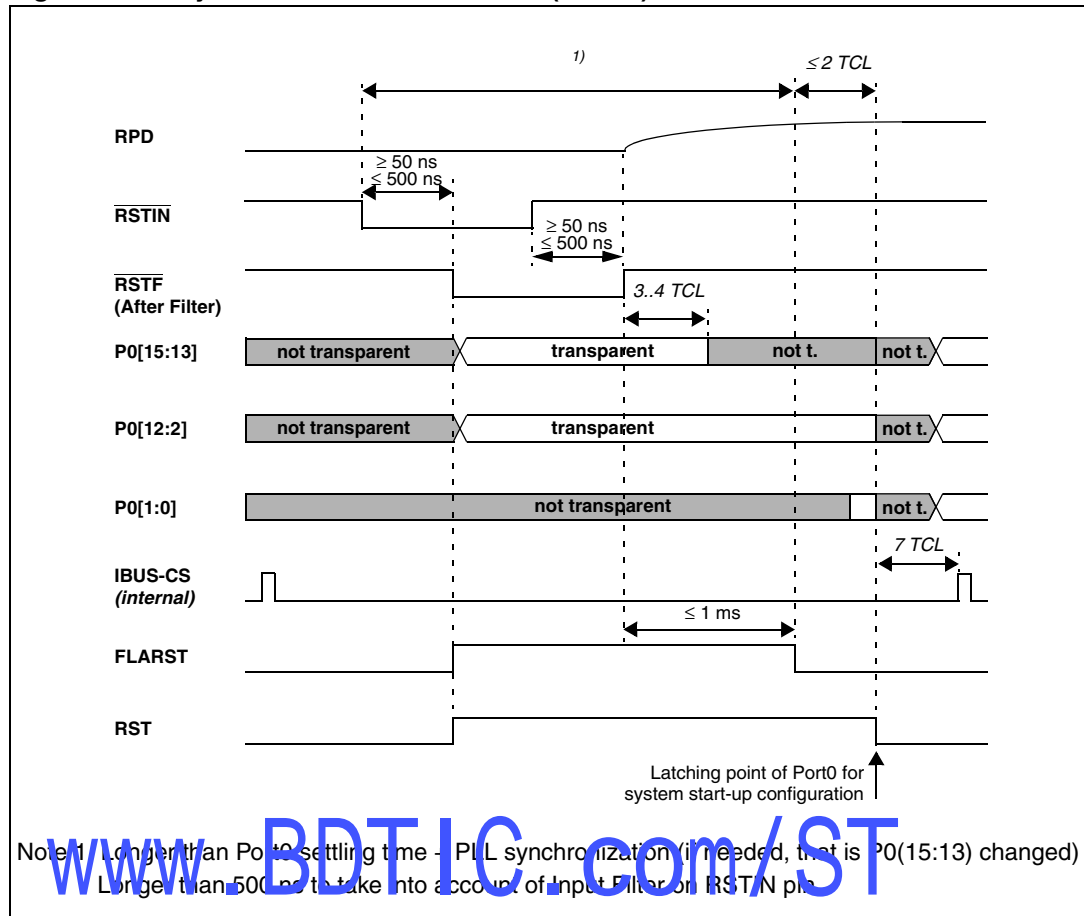 1)
≤ 2 TCL
RPD
≥ 50 ns
≤ 500 ns
RSTIN
≥ 50 ns
≤ 500 ns
RSTF
(After Filter)
3..4 TCL
P0[15:13]
not transparent
transparent
not t.
not t.
P0[12:2]
not transparent
transparent
not t.
P0[1:0]
not transparent
not t.
7 TCL
IBUS-CS
(internal)
≤ 1 ms
FLARST
RST
Latching point of Port0 for
system start-up configuration
Note 1 Longer than Port0 settling time + PLL synchronization (if needed, that is P0(15:13) changed)
Longer than 500 ns to take into account of Input Filter on RSTIN pin
www.BDTIC.com/ST